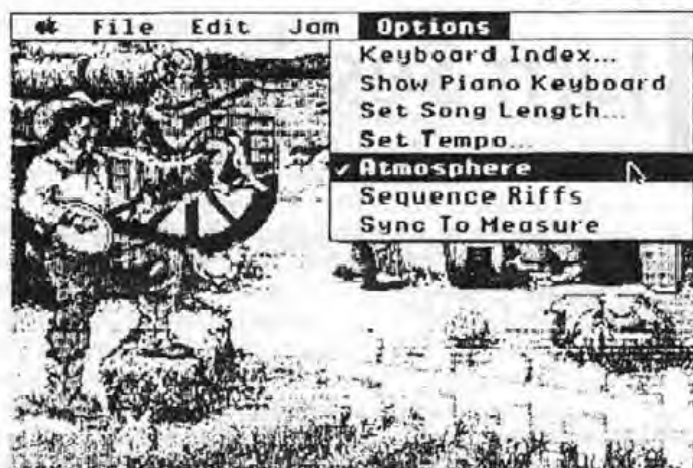 File Edit Jam Options
Keyboard Index...
Show Piano Keyboard
Set Song Length...
Set Tempo...
✓ Atmosphere
Sequence Riffs
Sync To Measure